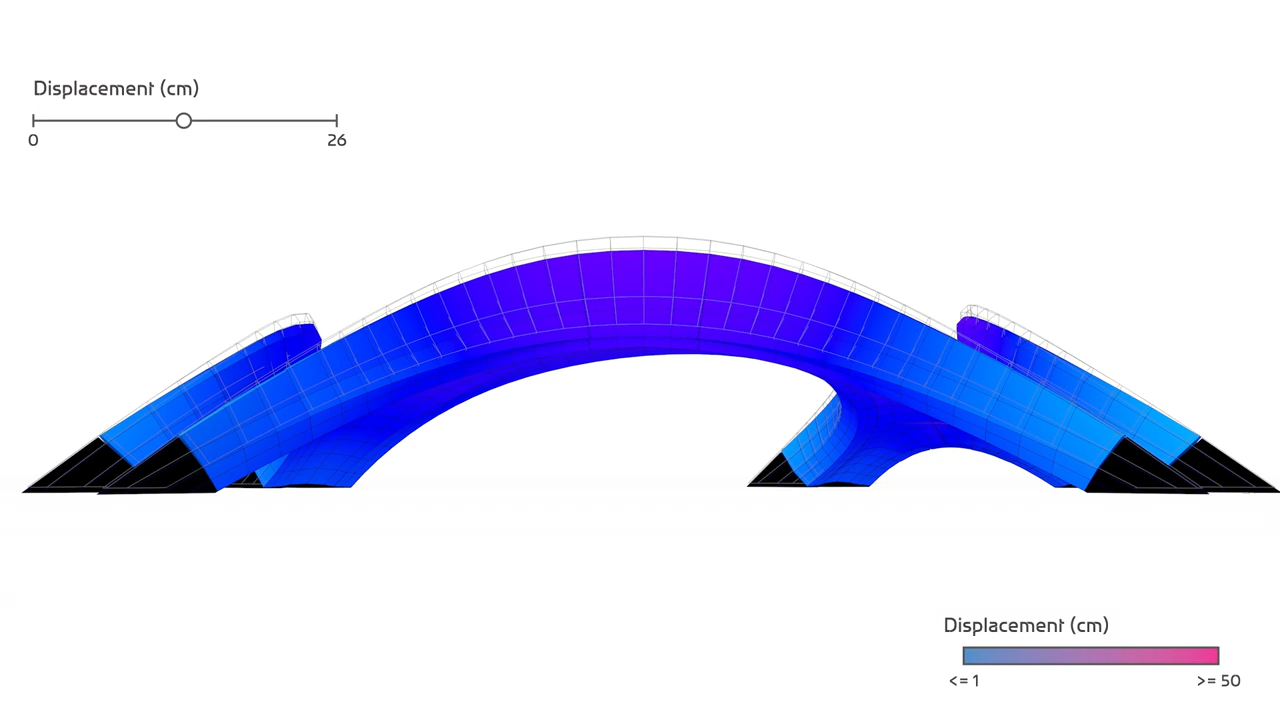 Displacement (cm)
0 26
Displacement (cm)
<= 1 >= 50